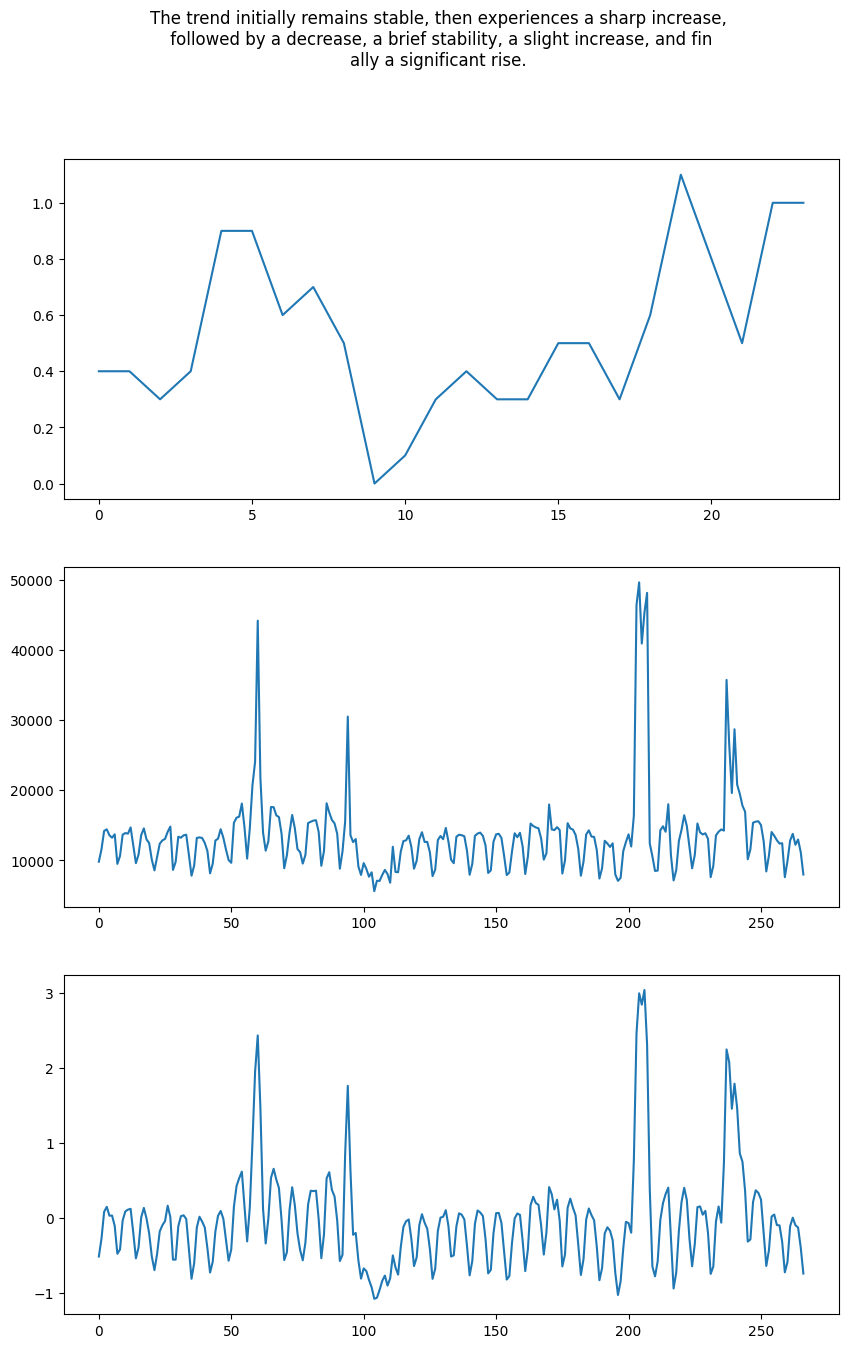 The trend initially remains stable, then experiences a sharp increase,
followed by a decrease, a brief stability, a slight increase, and fin
ally a significant rise.
1.0
0.8
0.6
0.4
0.2
0.0
0 5 10 15 20
50000
40000
30000
20000
10000
0 50 100 150 200 250
3
2
1
0
−1
0 50 100 150 200 250